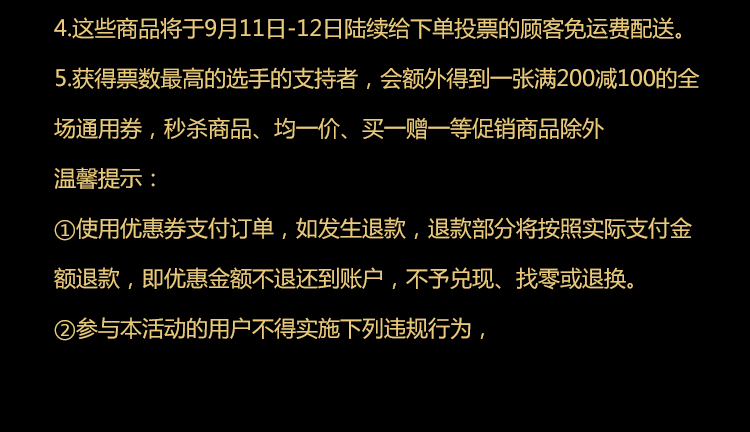 4.这些商品将于9月11日-12日陆续给下单投票的顾客免运费配送。
5.获得票数最高的选手的支持者，会额外得到一张满200减100的全
场通用券，秒杀商品、均一价、买一赠一等促销商品除外
温馨提示：
①使用优惠券支付订单，如发生退款，退款部分将按照实际支付金
额退款，即优惠金额不退还到账户，不予兑现、找零或退换。
②参与本活动的用户不得实施下列违规行为，